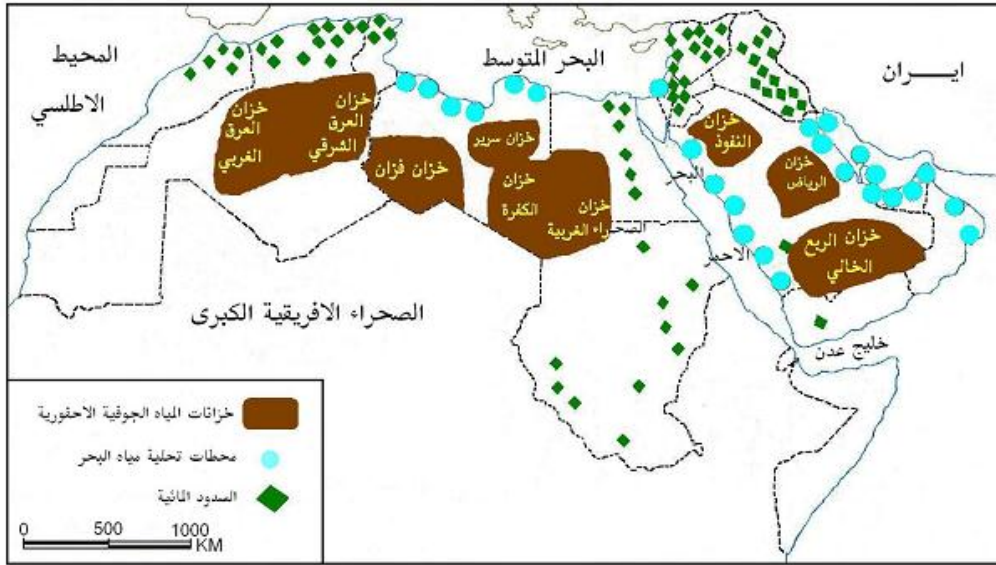 المحيط
الاطلسي
البحر المتوسط
ايـــــران
خزان
العرق
الغربي
خزان
العرق
الشرقي
خزان فزان
خزان سرير
خزان
الكفرة
خزان
الصحراء الغربية
خزان
النفوذ
خزان
الرياض
خزان الربع
الخالي
البحر
الاحمر
خليج عدن
الصحراء الافريقية الكبرى
خزانات المياه الجوفية الاحفورية
محطات تحلية مياه البحر
السدود المائية
0 500 1000
KM